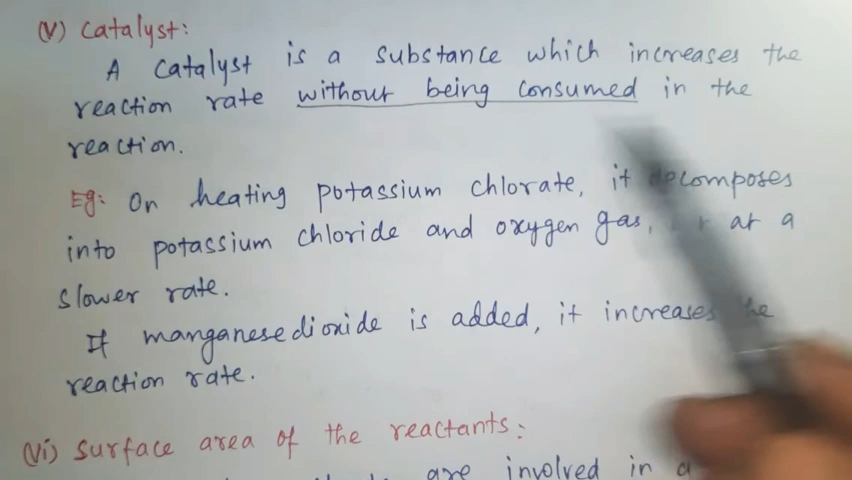 (V) Catalyst:
A Catalyst is a substance which increases the
reaction rate without being consumed in the
reaction.
Eg: On heating potassium chlorate, it decomposes
into potassium chloride and oxygen gas, at a
slower rate.
If manganesedioxide is added, it increases the
reaction rate.
(Vi) Surface area of the reactants:
are involved in a